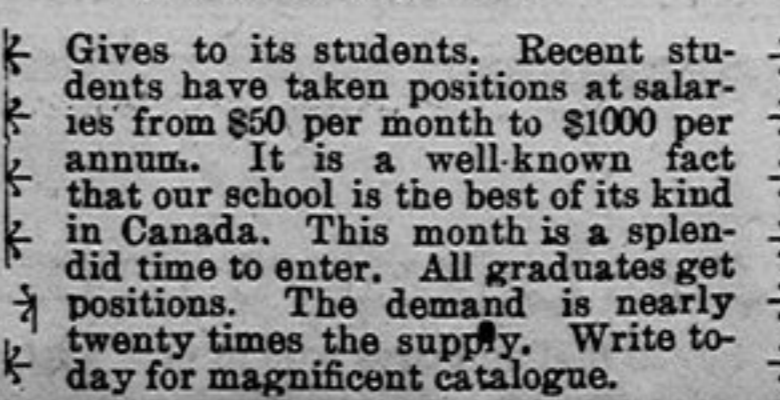 Gives to its students. Recent stu-
dents have taken positions at salar-
ies from $50 per month to $1000 per
annum. It is a well-known fact
that our school is the best of its kind
in Canada. This month is a splen-
did time to enter. All graduates get
positions. The demand is nearly
twenty times the supply. Write to-
day for magnificent catalogue.